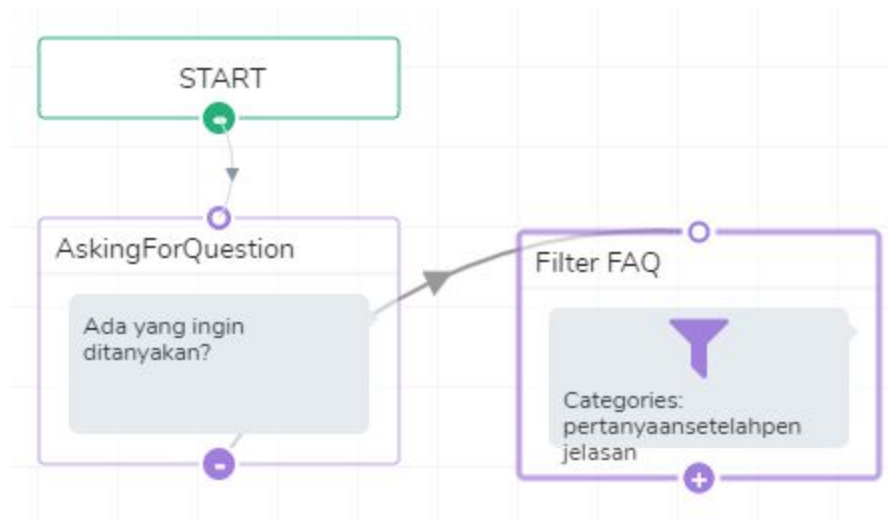 START
AskingForQuestion
Ada yang ingin
ditanyakan?
Filter FAQ
Categories:
pertanyaansetelahpen
jelasan